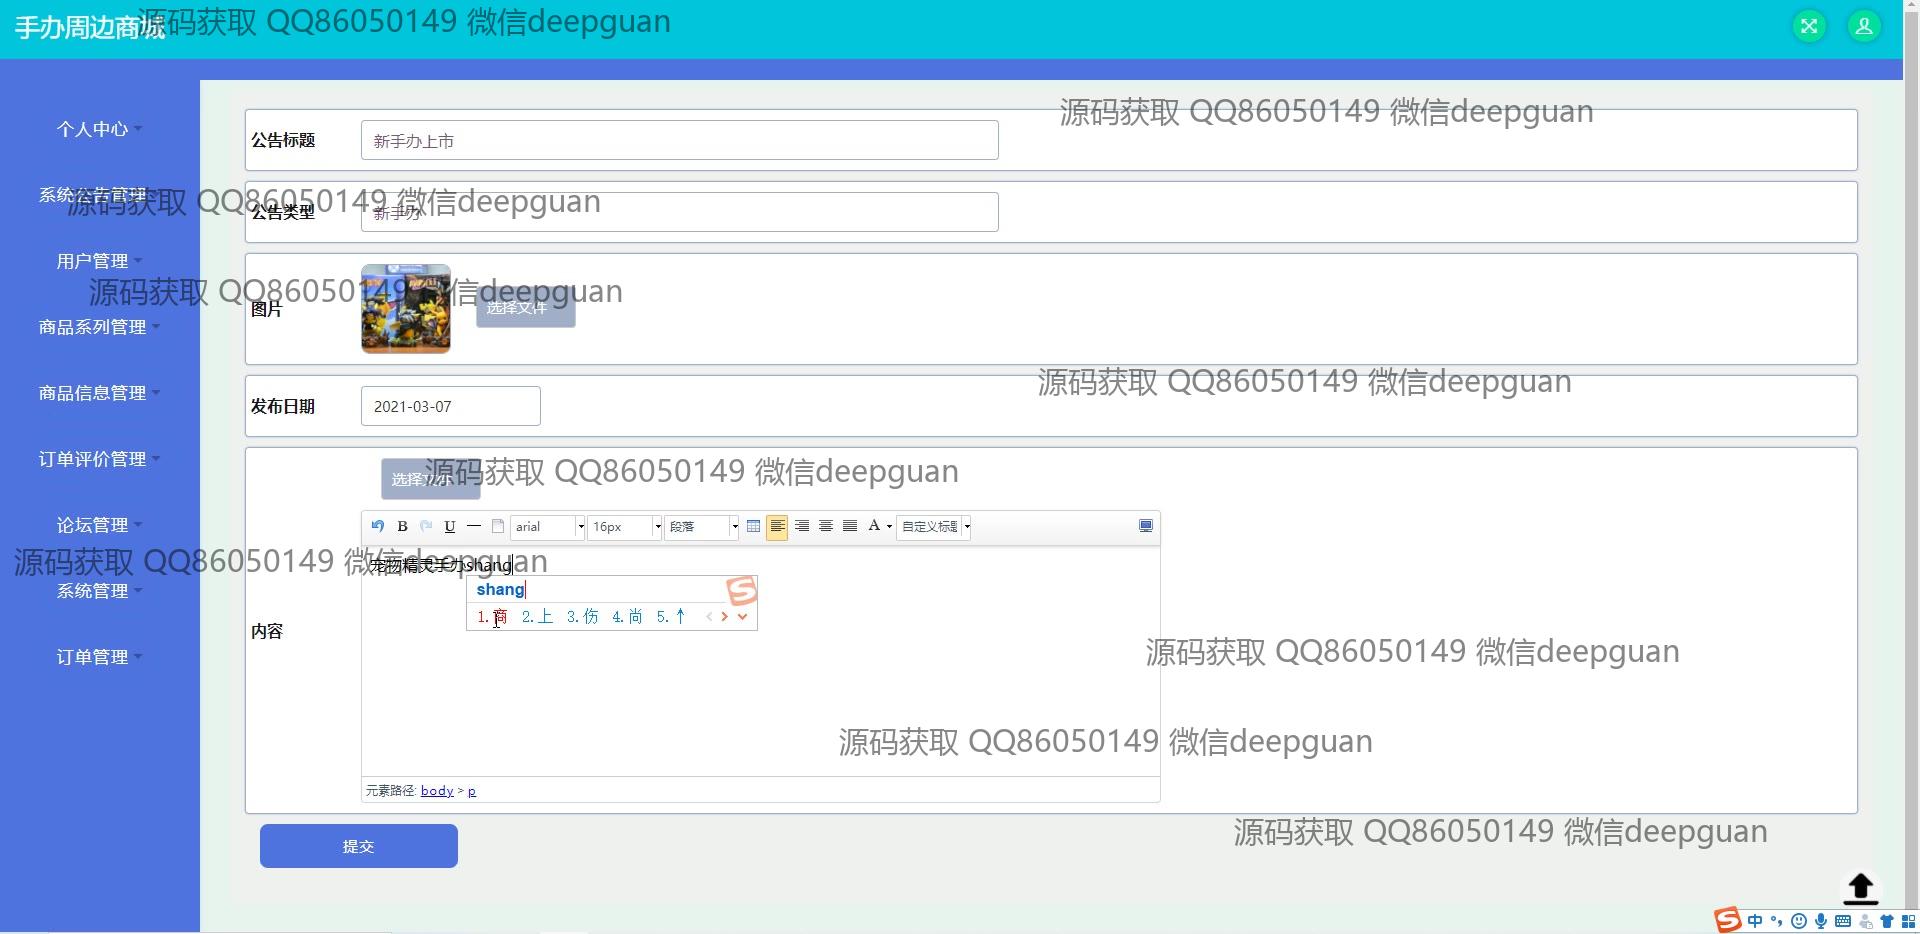 手办周边商城
源码获取 QQ86050149 微信deepguan
个人中心
系统公告管理
用户管理
商品系列管理
商品信息管理
订单评价管理
论坛管理
系统管理
订单管理
源码获取 QQ86050149 微信deepguan
公告标题
新手办上市
源码获取 QQ86050149 微信deepguan
公告类型
新手办
源码获取 QQ86050149 微信deepguan
图片
选择文件
源码获取 QQ86050149 微信deepguan
发布日期
2021-03-07
源码获取 QQ86050149 微信deepguan
选择文件
B U arial 16px 段落 A 自定义标题
源码获取 QQ86050149 微信deepguan
宠物精灵手办shang
shang
1.商 2.上 3.伤 4.尚 5.↑
内容
源码获取 QQ86050149 微信deepguan
源码获取 QQ86050149 微信deepguan
元素路径: body > p
源码获取 QQ86050149 微信deepguan
提交
中